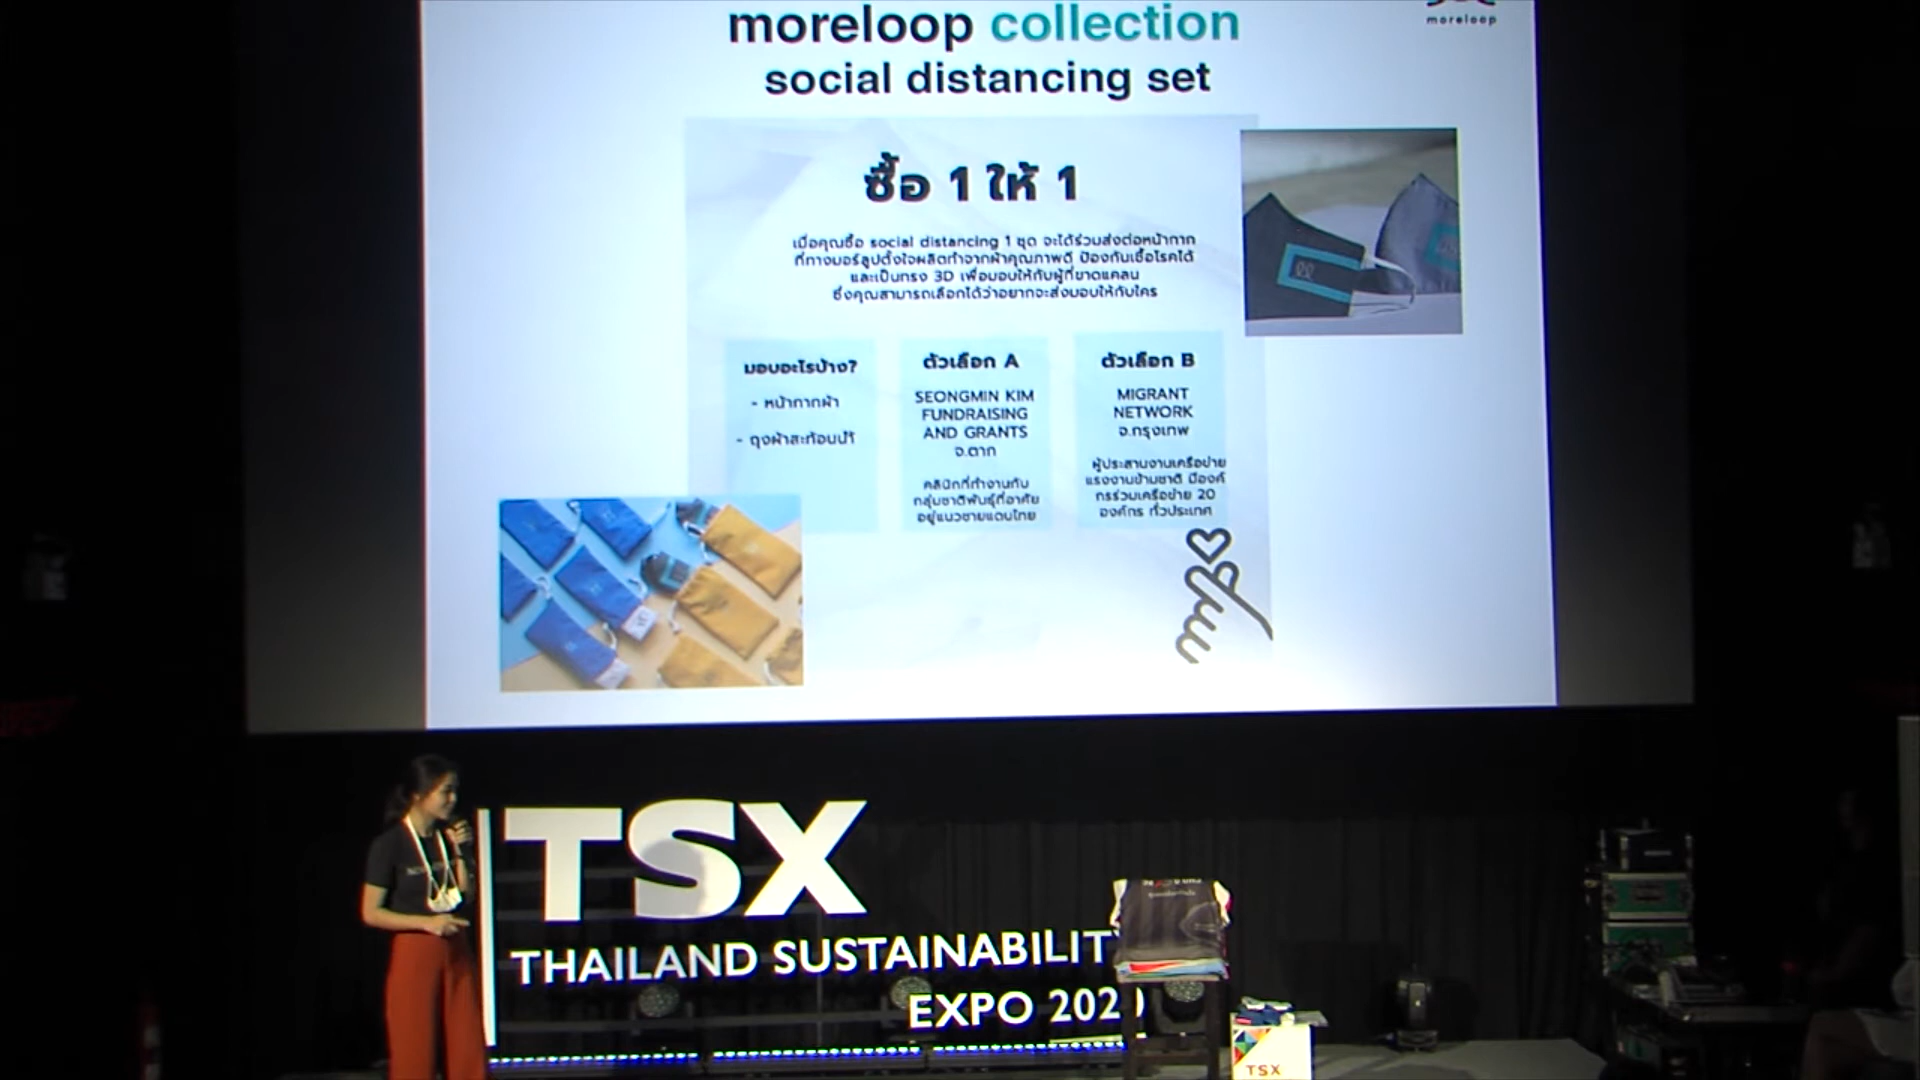 moreloop collection
moreloop
social distancing set
ซื้อ 1 ให้ 1
เมื่อคุณซื้อ social distancing 1 ชุด จะได้ร่วมส่งต่อหน้ากาก
ที่ทางมอร์ลูปตั้งใจผลิตทำจากผ้าคุณภาพดี ป้องกันเชื้อโรคได้
และเป็นทรง 3D เพื่อมอบให้กับผู้ที่ขาดแคลน
ซึ่งคุณสามารถเลือกได้ว่าอยากจะส่งมอบให้กับใคร
มอบอะไรบ้าง?
- หน้ากากผ้า
- ถุงผ้าสะท้อนน้ำ
ตัวเลือก A
SEONGMIN KIM
FUNDRAISING
AND GRANTS
จ.ตาก
คลินิกที่ทำงานกับ
กลุ่มชาติพันธุ์ที่อาศัย
อยู่แนวชายแดนไทย
ตัวเลือก B
MIGRANT
NETWORK
จ.กรุงเทพ
ผู้ประสานงานเครือข่าย
แรงงานข้ามชาติ มีองค์
กรร่วมเครือข่าย 20
องค์กร ทั่วประเทศ
TSX
THAILAND SUSTAINABILIT
EXPO 2020
TSX